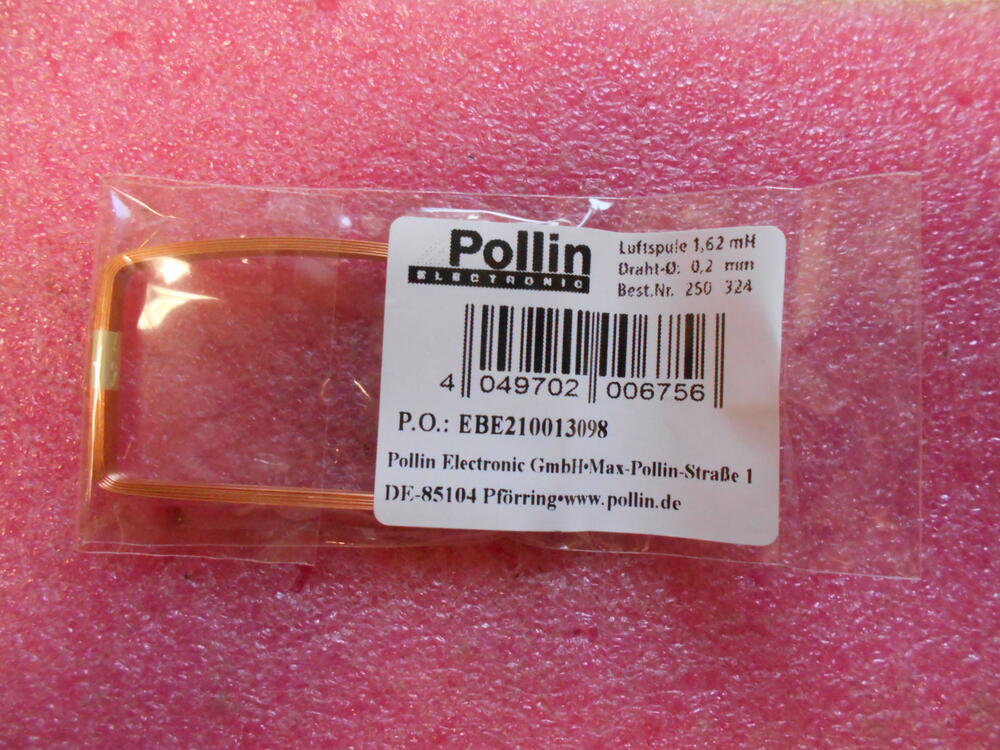 Pollin
ELECTRONIC
Luftspule 1,62 mH
Draht-Ø: 0,2 mm
Best.Nr. 250 324
4 049702 006756
P.O.: EBE210013098
Pollin Electronic GmbH•Max-Pollin-Straße 1
DE-85104 Pförring•www.pollin.de